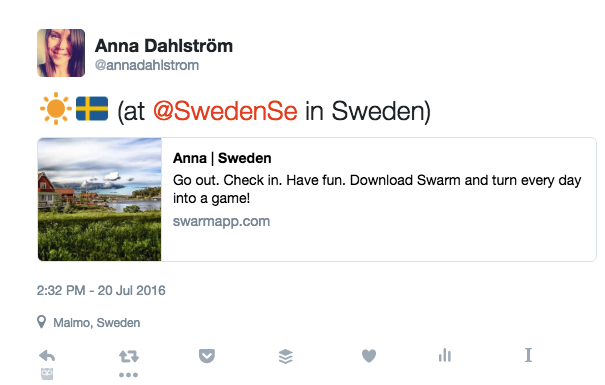 Anna Dahlström
@annadahlstrom
☀️🇸🇪 (at @SwedenSe in Sweden)
Anna | Sweden
Go out. Check in. Have fun. Download Swarm and turn every day
into a game!
swarmapp.com
2:32 PM - 20 Jul 2016
Malmo, Sweden